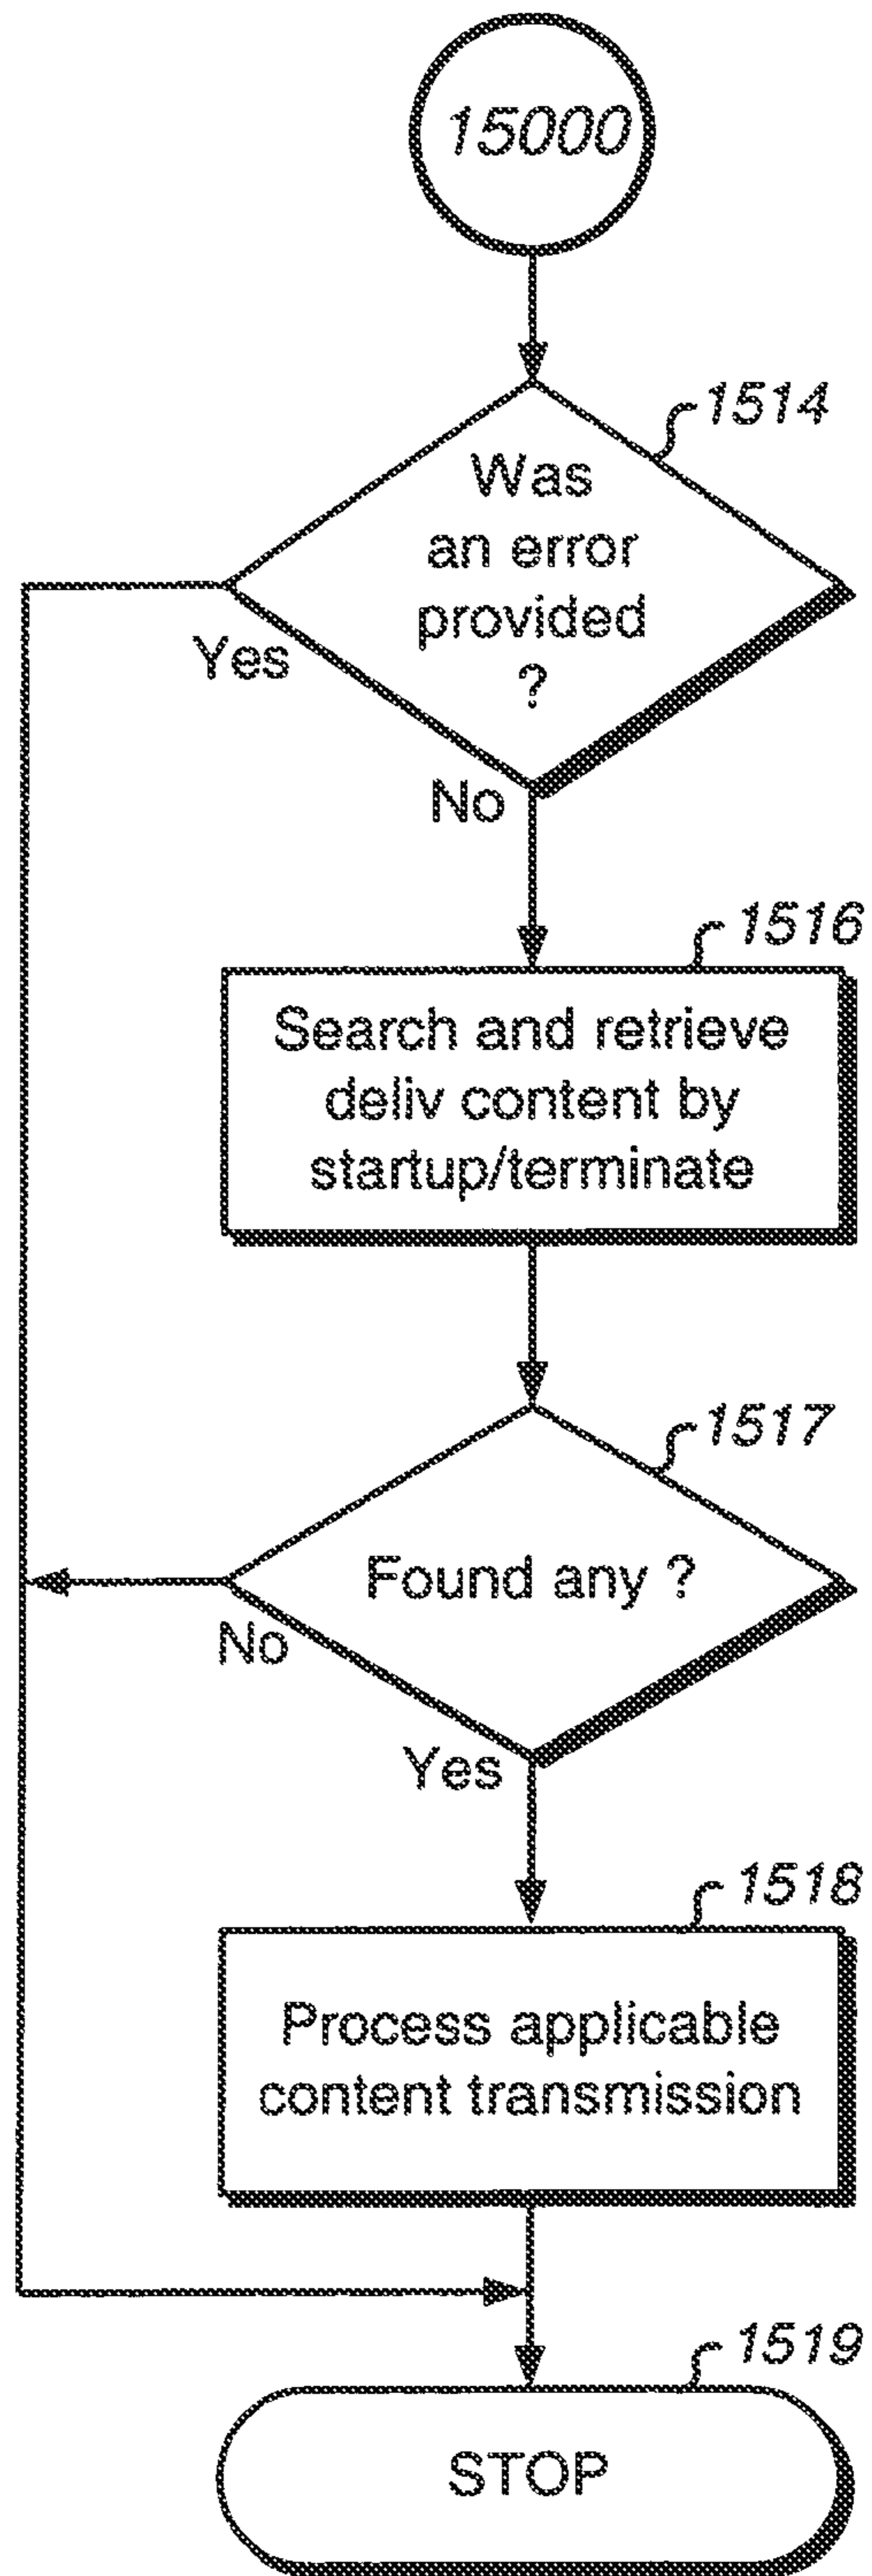 15000
1514
Was
an error
provided
?
Yes
No
1516
Search and retrieve
deliv content by
startup/terminate
1517
Found any ?
No
Yes
1518
Process applicable
content transmission
1519
STOP